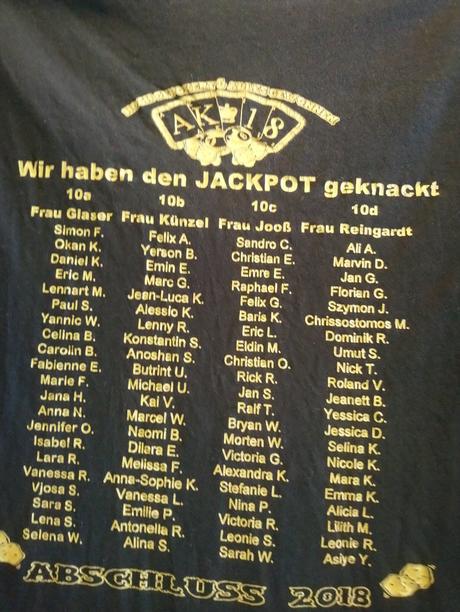 AK 18
Wir haben den JACKPOT geknackt
10a
Frau Glaser
Simon F.
Okan K.
Daniel K.
Eric M.
Lennart M.
Paul S.
Yannic W.
Celina B.
Carolin B.
Fabienne E.
Marie F.
Jana H.
Anna N.
Jennifer O.
Isabel R.
Lara R.
Vanessa R.
Vjosa S.
Sara S.
Lena S.
Selena W.
10b
Frau Künzel
Felix A.
Yerson B.
Emin E.
Marc G.
Jean-Luca K.
Alessio K.
Lenny R.
Konstantin S.
Anoshan S.
Butrint U.
Michael U.
Kai V.
Marcel W.
Naomi B.
Dilara E.
Melissa F.
Anna-Sophie K.
Vanessa L.
Emilie P.
Antonella R.
Alina S.
10c
Frau Jooß
Sandro C.
Christian E.
Emre E.
Raphael F.
Felix G.
Baris K.
Eric L.
Eldin M.
Christian O.
Rick R.
Jan S.
Ralf T.
Bryan W.
Morten W.
Victoria G.
Alexandra K.
Stefanie L.
Nina P.
Victoria R.
Leonie S.
Sarah W.
10d
Frau Reingardt
Ali A.
Marvin D.
Jan G.
Florian G.
Szymon J.
Chrissostomos M.
Dominik R.
Umut S.
Nick T.
Roland V.
Jeanett B.
Yessica C.
Jessica D.
Selina K.
Nicole K.
Mara K.
Emma K.
Alicia L.
Lilith M.
Leonie R.
Asiye Y.
ABSCHLUSS 2018